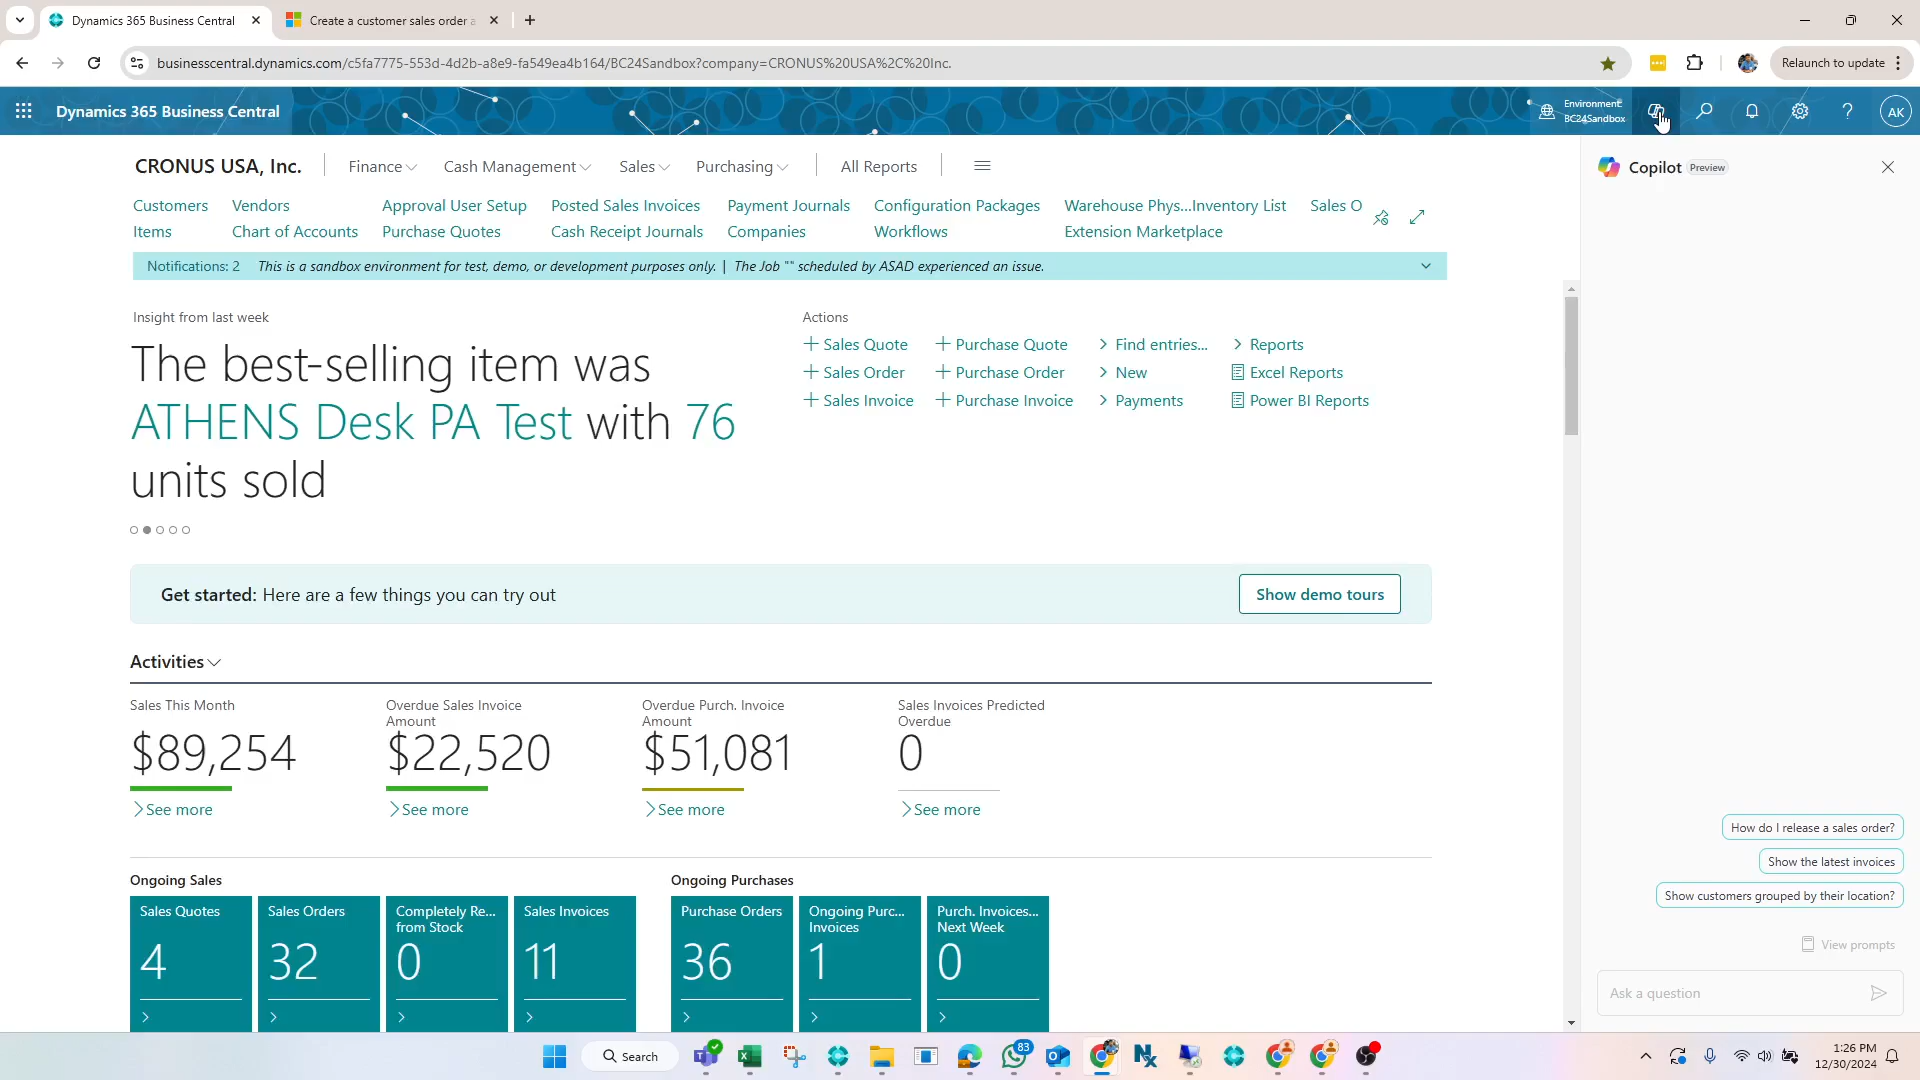 Dynamics 365 Business Central
Create a customer sales order a
businesscentral.dynamics.com/c5fa7775-553d-4d2b-a8e9-fa549ea4b164/BC24Sandbox?company=CRONUS%20USA%2C%20Inc.
Relaunch to update
Dynamics 365 Business Central
Environment:
BC24Sandbox
AK
CRONUS USA, Inc.
Finance
Cash Management
Sales
Purchasing
All Reports
Customers
Vendors
Approval User Setup
Posted Sales Invoices
Payment Journals
Configuration Packages
Warehouse Phys...Inventory List
Sales O
Items
Chart of Accounts
Purchase Quotes
Cash Receipt Journals
Companies
Workflows
Extension Marketplace
Notifications: 2
This is a sandbox environment for test, demo, or development purposes only. | The Job "" scheduled by ASAD experienced an issue.
Insight from last week
The best-selling item was
ATHENS Desk PA Test with 76
units sold
Actions
Sales Quote
Purchase Quote
Find entries...
Reports
Sales Order
Purchase Order
New
Excel Reports
Sales Invoice
Purchase Invoice
Payments
Power BI Reports
Get started: Here are a few things you can try out
Show demo tours
Activities
Sales This Month
$89,254
See more
Overdue Sales Invoice
Amount
$22,520
See more
Overdue Purch. Invoice
Amount
$51,081
See more
Sales Invoices Predicted
Overdue
0
See more
Ongoing Sales
Sales Quotes
4
Sales Orders
32
Completely Re...
from Stock
0
Sales Invoices
11
Ongoing Purchases
Purchase Orders
36
Ongoing Purc...
Invoices
1
Purch. Invoices...
Next Week
0
Copilot
Preview
How do I release a sales order?
Show the latest invoices
Show customers grouped by their location?
View prompts
Ask a question
Search
83
1:26 PM
12/30/2024